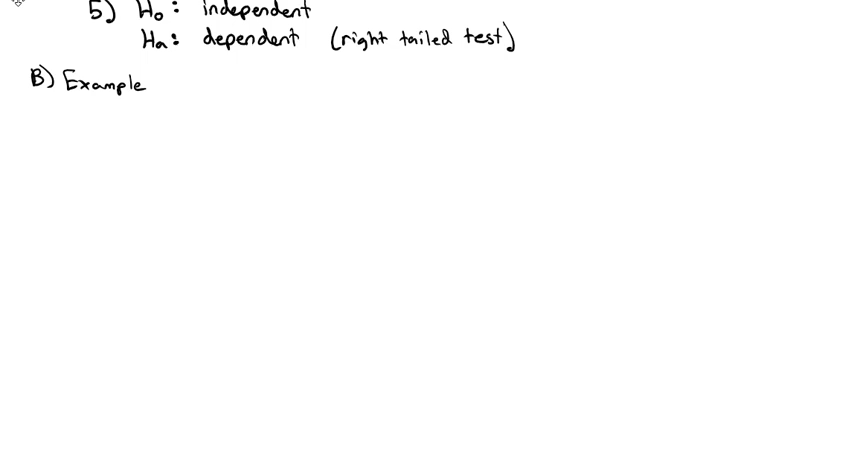 5) Ho: independent
Ha: dependent (right tailed test)
B) Example